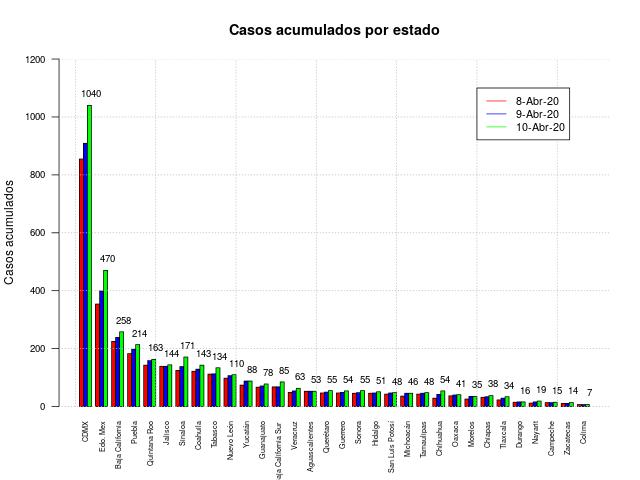 Casos acumulados por estado
Casos acumulados
1200
1000
800
600
400
200
0
8-Abr-20
9-Abr-20
10-Abr-20
1040
470
258
214
163
144
171
143
134
110
88
78
85
63
53
55
54
55
51
48
46
48
54
41
35
38
34
16
19
15
14
7
CDMX
Edo. Mex
Baja California
Puebla
Quintana Roo
Jalisco
Sinaloa
Coahuila
Tabasco
Nuevo León
Yucatán
Guanajuato
aja California Sur
Veracruz
Aguascalientes
Querétaro
Guerrero
Sonora
Hidalgo
San Luis Potosí
Michoacán
Tamaulipas
Chihuahua
Oaxaca
Morelos
Chiapas
Tlaxcala
Durango
Nayarit
Campeche
Zacatecas
Colima